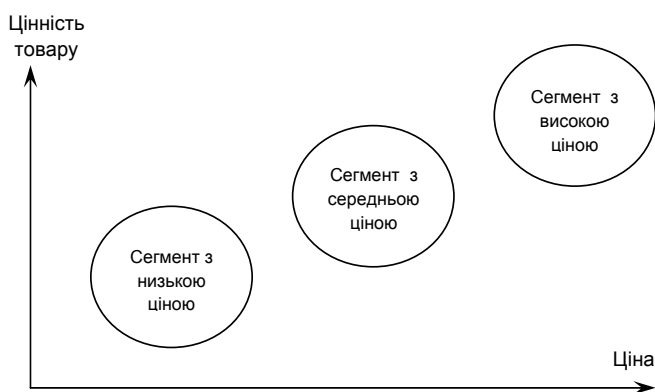 Цінність
товару
Сегмент з
високою
ціною
Сегмент з
середньою
ціною
Сегмент з
низькою
ціною
Ціна